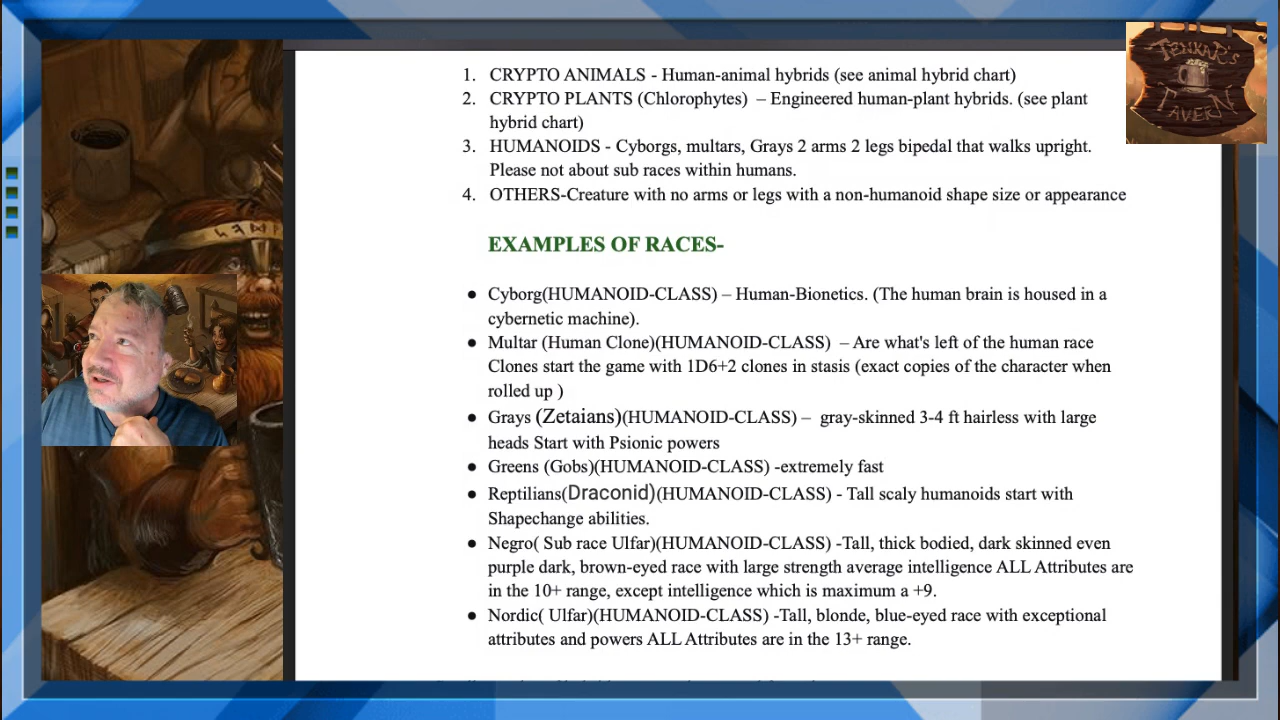 TENKAR'S
TAVERN
1. CRYPTO ANIMALS - Human-animal hybrids (see animal hybrid chart)
2. CRYPTO PLANTS (Chlorophytes) – Engineered human-plant hybrids. (see plant
hybrid chart)
3. HUMANOIDS - Cyborgs, multars, Grays 2 arms 2 legs bipedal that walks upright.
Please not about sub races within humans.
4. OTHERS-Creature with no arms or legs with a non-humanoid shape size or appearance
EXAMPLES OF RACES-
● Cyborg(HUMANOID-CLASS) – Human-Bionetics. (The human brain is housed in a
cybernetic machine).
● Multar (Human Clone)(HUMANOID-CLASS) – Are what's left of the human race
Clones start the game with 1D6+2 clones in stasis (exact copies of the character when
rolled up )
● Grays (Zetaians)(HUMANOID-CLASS) – gray-skinned 3-4 ft hairless with large
heads Start with Psionic powers
● Greens (Gobs)(HUMANOID-CLASS) -extremely fast
● Reptilians(Draconid)(HUMANOID-CLASS) - Tall scaly humanoids start with
Shapechange abilities.
● Negro( Sub race Ulfar)(HUMANOID-CLASS) -Tall, thick bodied, dark skinned even
purple dark, brown-eyed race with large strength average intelligence ALL Attributes are
in the 10+ range, except intelligence which is maximum a +9.
● Nordic( Ulfar)(HUMANOID-CLASS) -Tall, blonde, blue-eyed race with exceptional
attributes and powers ALL Attributes are in the 13+ range.